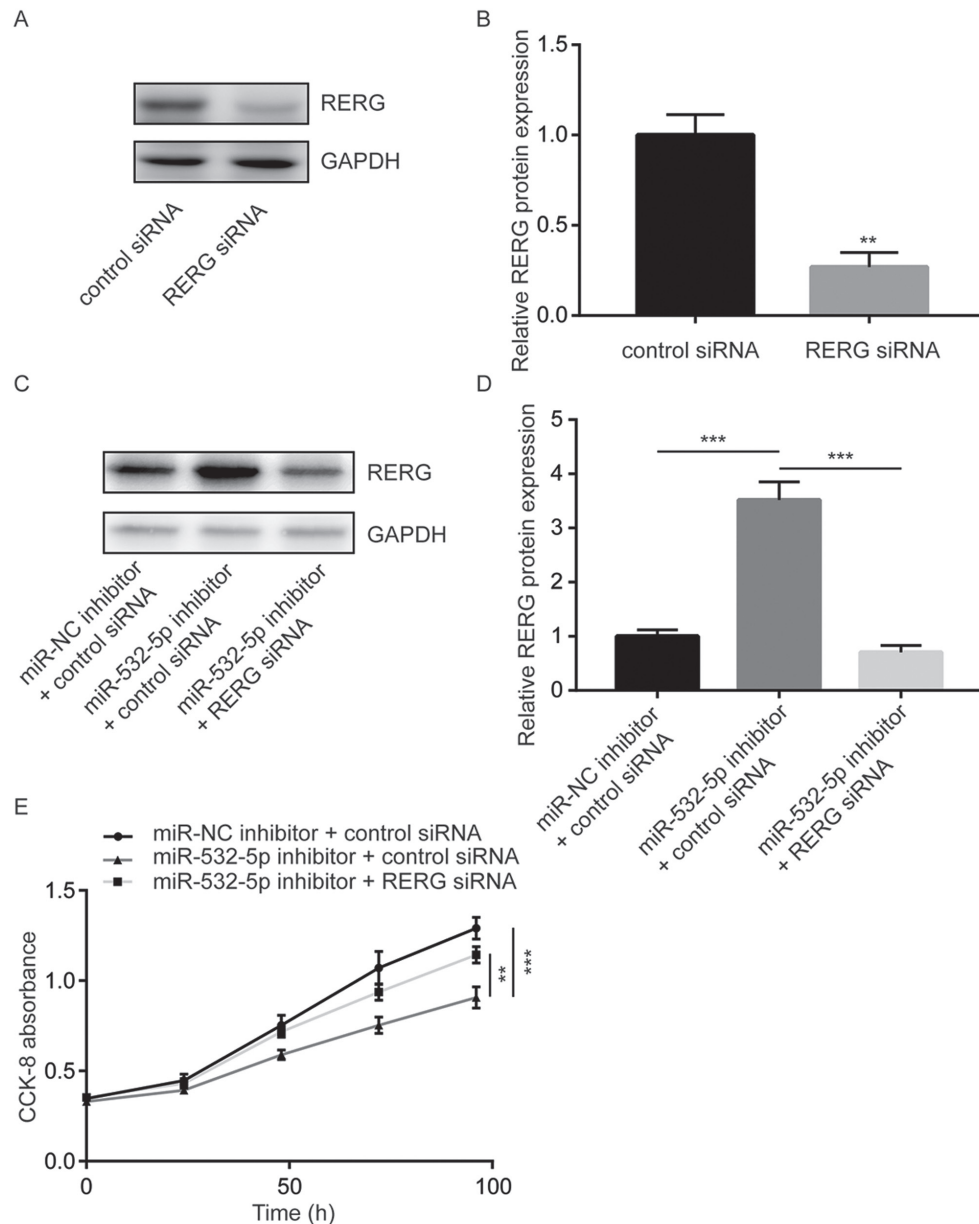 A
RERG
GAPDH
control siRNA
RERG siRNA
B
Relative RERG protein expression
1.5
1.0
0.5
0.0
**
control siRNA
RERG siRNA
C
RERG
GAPDH
miR-NC inhibitor
+ control siRNA
miR-532-5p inhibitor
+ control siRNA
miR-532-5p inhibitor
+ RERG siRNA
D
Relative RERG protein expression
5
4
3
2
1
0
***
***
miR-NC inhibitor
+ control siRNA
miR-532-5p inhibitor
+ control siRNA
miR-532-5p inhibitor
+ RERG siRNA
E
miR-NC inhibitor + control siRNA
miR-532-5p inhibitor + control siRNA
miR-532-5p inhibitor + RERG siRNA
CCK-8 absorbance
1.5
1.0
0.5
0.0
**
***
0
50
100
Time (h)